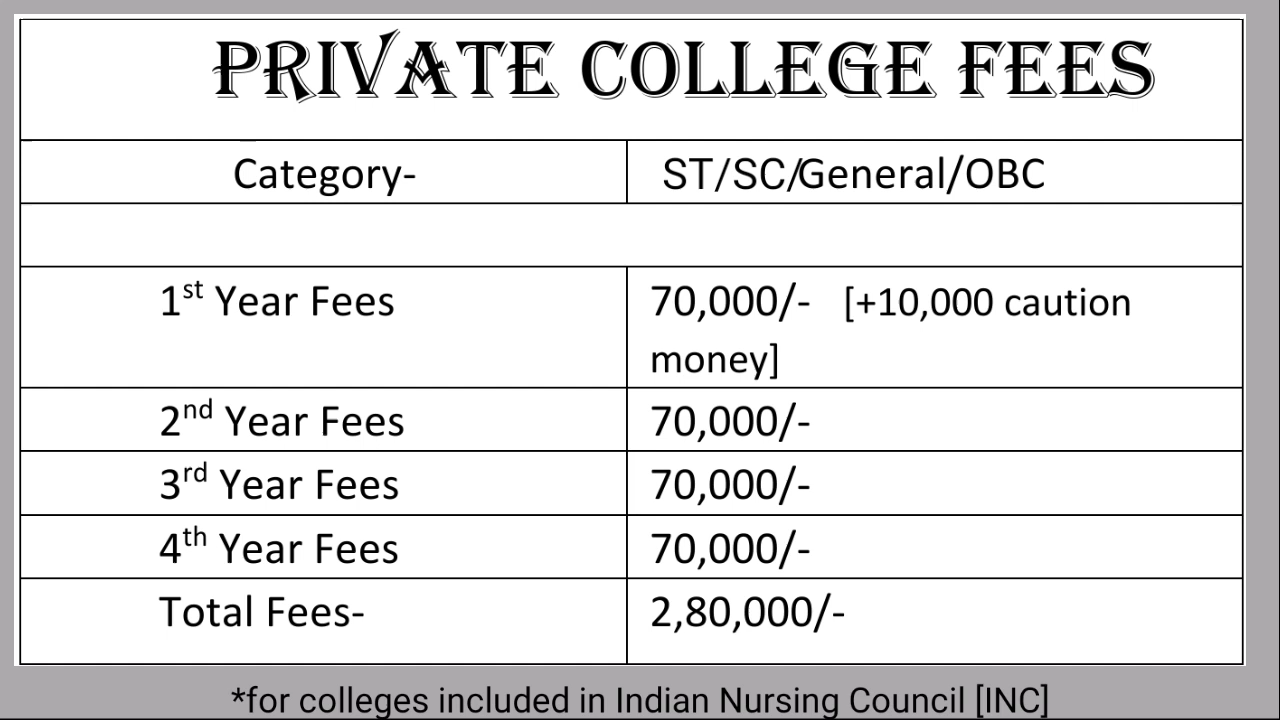 PRIVATE COLLEGE FEES
Category- ST/SC/General/OBC
1st Year Fees 70,000/- [+10,000 caution
money]
2nd Year Fees 70,000/-
3rd Year Fees 70,000/-
4th Year Fees 70,000/-
Total Fees- 2,80,000/-
*for colleges included in Indian Nursing Council [INC]